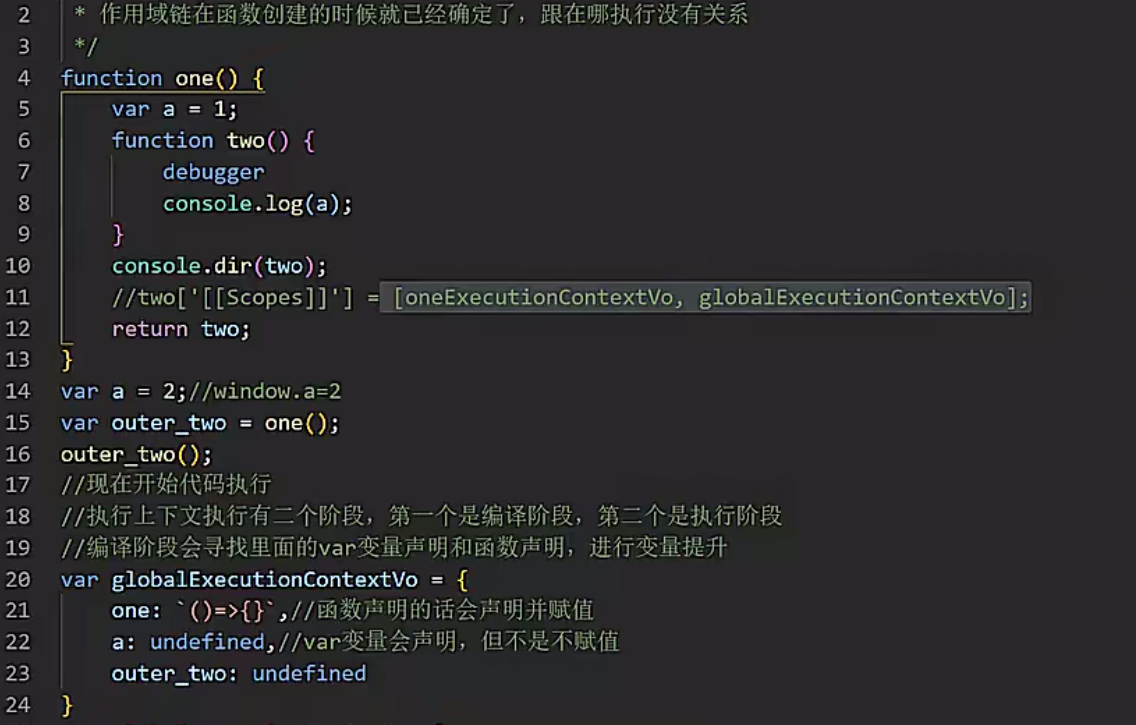 2 * 作用域链在函数创建的时候就已经确定了，跟在哪执行没有关系
3 */
4 function one() {
5 var a = 1;
6 function two() {
7 debugger
8 console.log(a);
9 }
10 console.dir(two);
11 //two['[[Scopes]]'] = [oneExecutionContextVo, globalExecutionContextVo];
12 return two;
13 }
14 var a = 2;//window.a=2
15 var outer_two = one();
16 outer_two();
17 //现在开始代码执行
18 //执行上下文执行有二个阶段，第一个是编译阶段，第二个是执行阶段
19 //编译阶段会寻找里面的var变量声明和函数声明，进行变量提升
20 var globalExecutionContextVo = {
21 one: `()=>{}`,//函数声明的话会声明并赋值
22 a: undefined,//var变量会声明，但不是不赋值
23 outer_two: undefined
24 }